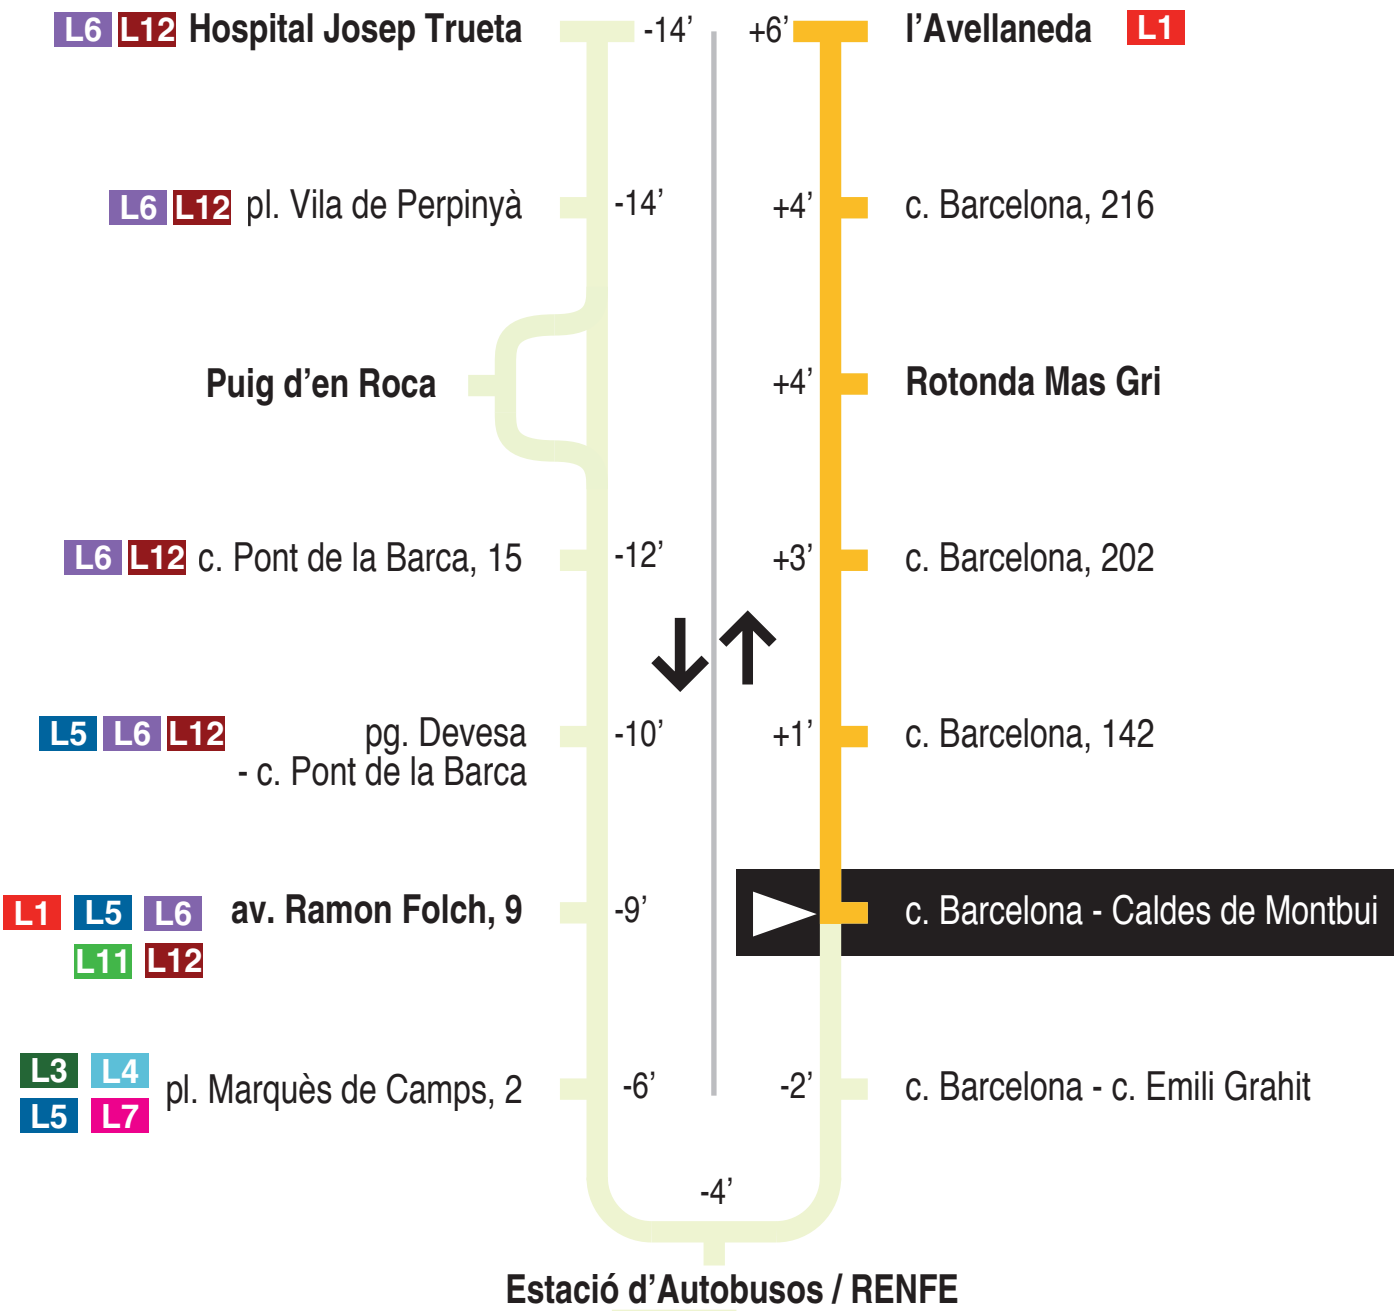 L6 L12 Hospital Josep Trueta -14’ +6’ l’Avellaneda L1
L6 L12 pl. Vila de Perpinyà -14’ +4’ c. Barcelona, 216
Puig d’en Roca +4’ Rotonda Mas Gri
L6 L12 c. Pont de la Barca, 15 -12’ +3’ c. Barcelona, 202
L5 L6 L12 pg. Devesa -10’ +1’ c. Barcelona, 142
- c. Pont de la Barca
L1 L5 L6 av. Ramon Folch, 9 -9’ c. Barcelona - Caldes de Montbui
L11 L12
L3 L4
pl. Marquès de Camps, 2 -6’ -2’ c. Barcelona - c. Emili Grahit
L5 L7
-4’
Estació d’Autobusos / RENFE